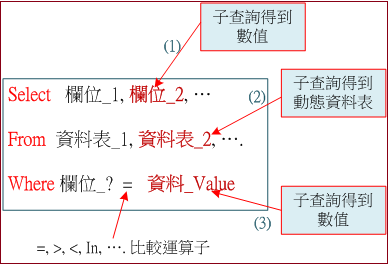 子查詢得到
數值
(1)
Select 欄位_1, 欄位_2, …
子查詢得到
動態資料表
(2)
From 資料表_1, 資料表_2, ….
Where 欄位_? = 資料_Value
子查詢得到
數值
(3)
=, >, <, In, …. 比較運算子